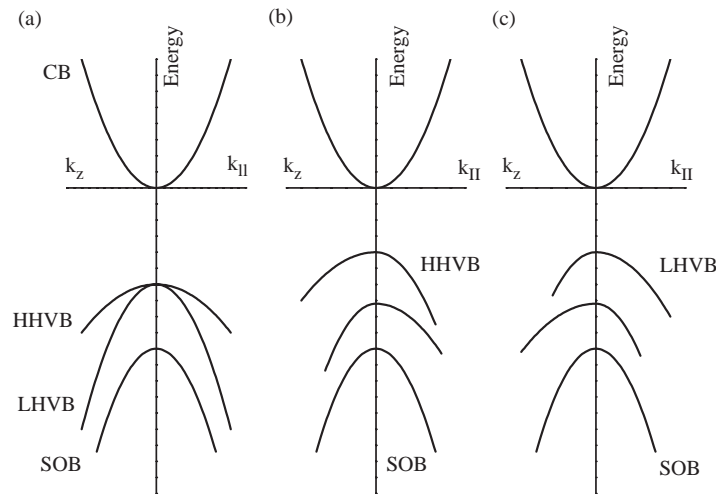 (a)
CB
Energy
k_z
k_ll
HHVB
LHVB
SOB
(b)
Energy
k_z
k_II
HHVB
SOB
(c)
Energy
k_z
k_II
LHVB
SOB